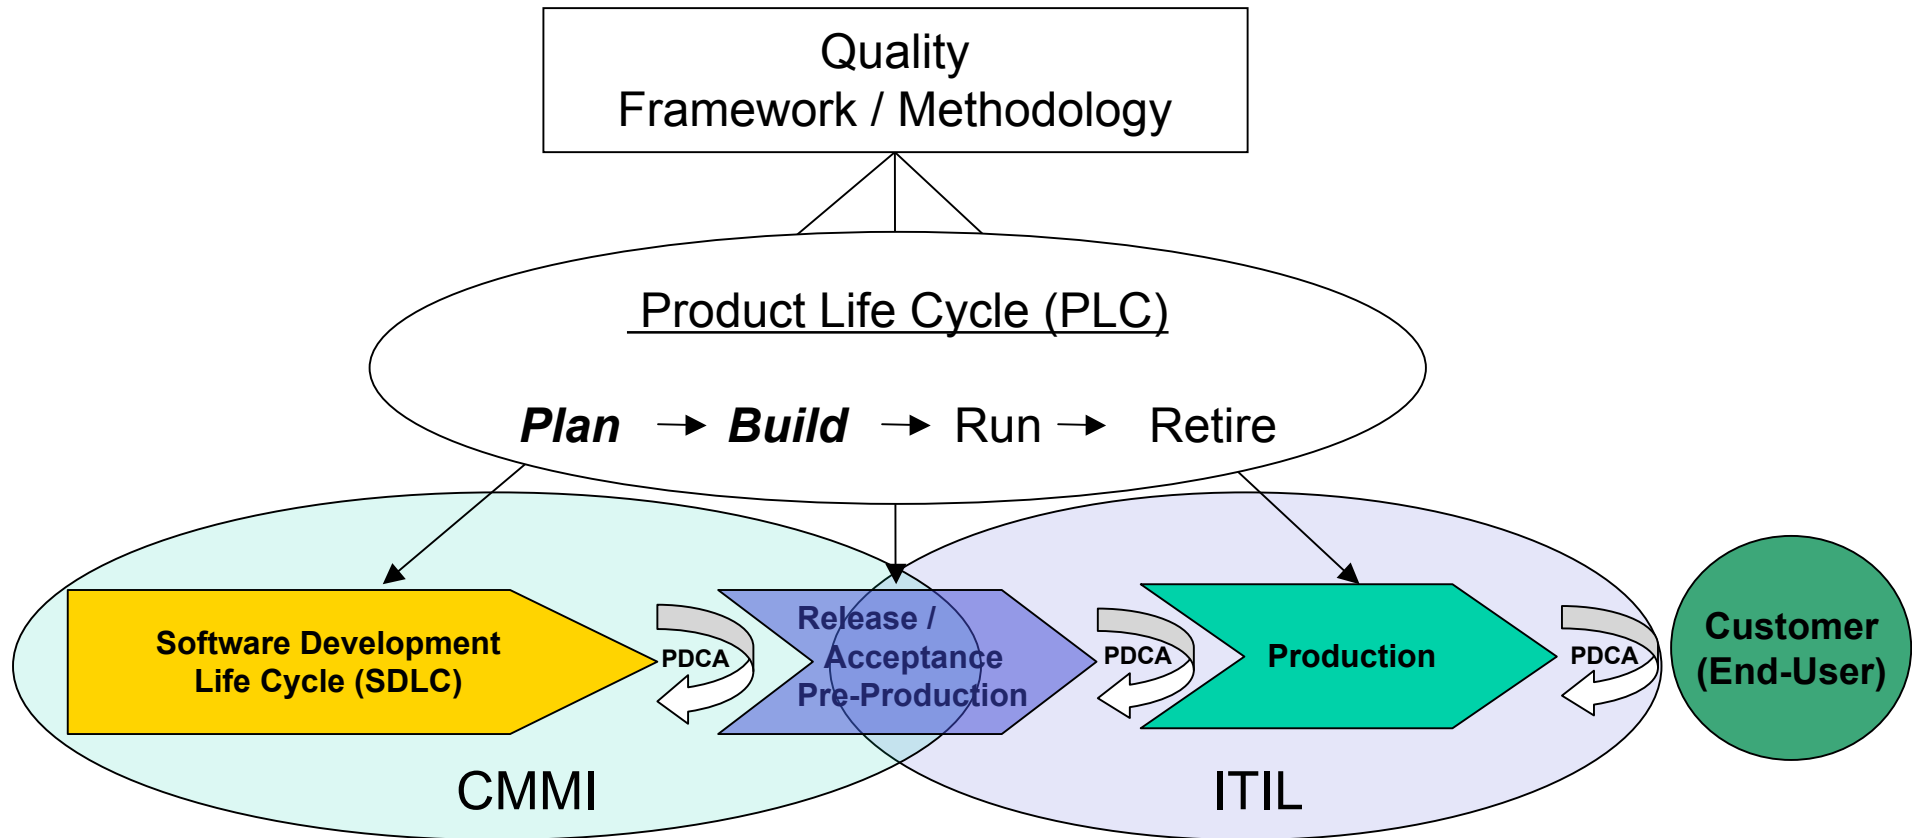 Quality
Framework / Methodology
Product Life Cycle (PLC)
Plan Build Run Retire
Software Development
Life Cycle (SDLC)
PDCA
Release /
Acceptance
Pre-Production
PDCA
Production
PDCA
Customer
(End-User)
CMMI
ITIL